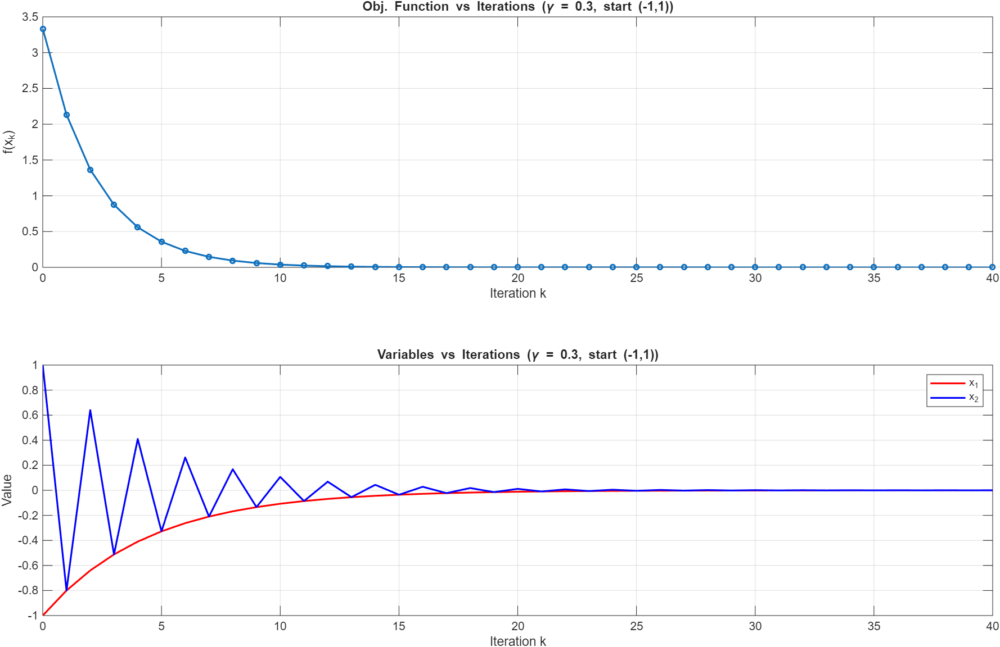 Obj. Function vs Iterations (γ = 0.3, start (-1,1))
3.5
3
2.5
2
1.5
1
0.5
0
f(xₖ)
0 5 10 15 20 25 30 35 40
Iteration k
Variables vs Iterations (γ = 0.3, start (-1,1))
1
0.8
0.6
0.4
0.2
0
-0.2
-0.4
-0.6
-0.8
-1
Value
x₁
x₂
0 5 10 15 20 25 30 35 40
Iteration k